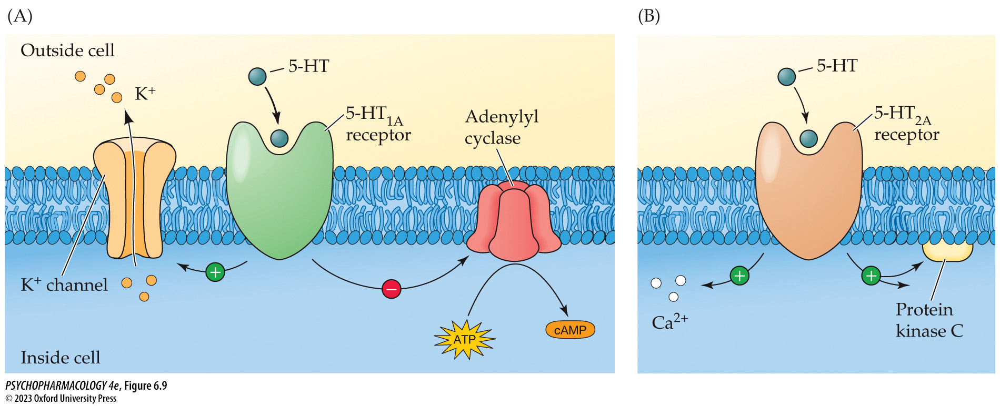 (A)
Outside cell
K⁺
5-HT
5-HT₁A
receptor
Adenylyl
cyclase
K⁺ channel
+
−
ATP
cAMP
Inside cell
(B)
5-HT
5-HT₂A
receptor
+
+
Ca²⁺
Protein
kinase C
PSYCHOPHARMACOLOGY 4e, Figure 6.9
© 2023 Oxford University Press